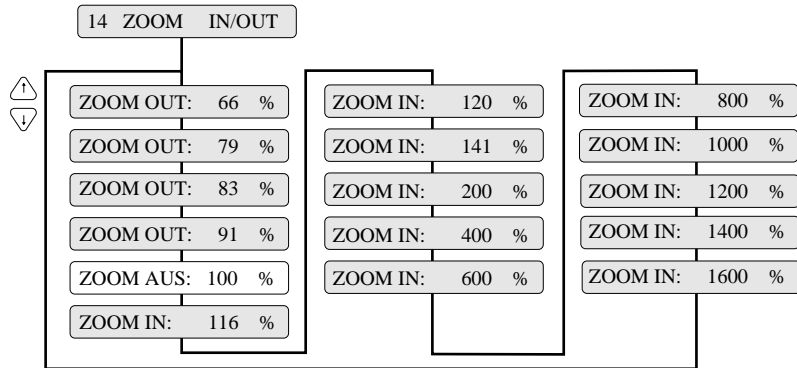 14 ZOOM IN/OUT
ZOOM OUT: 66 %
ZOOM OUT: 79 %
ZOOM OUT: 83 %
ZOOM OUT: 91 %
ZOOM AUS: 100 %
ZOOM IN: 116 %
ZOOM IN: 120 %
ZOOM IN: 141 %
ZOOM IN: 200 %
ZOOM IN: 400 %
ZOOM IN: 600 %
ZOOM IN: 800 %
ZOOM IN: 1000 %
ZOOM IN: 1200 %
ZOOM IN: 1400 %
ZOOM IN: 1600 %